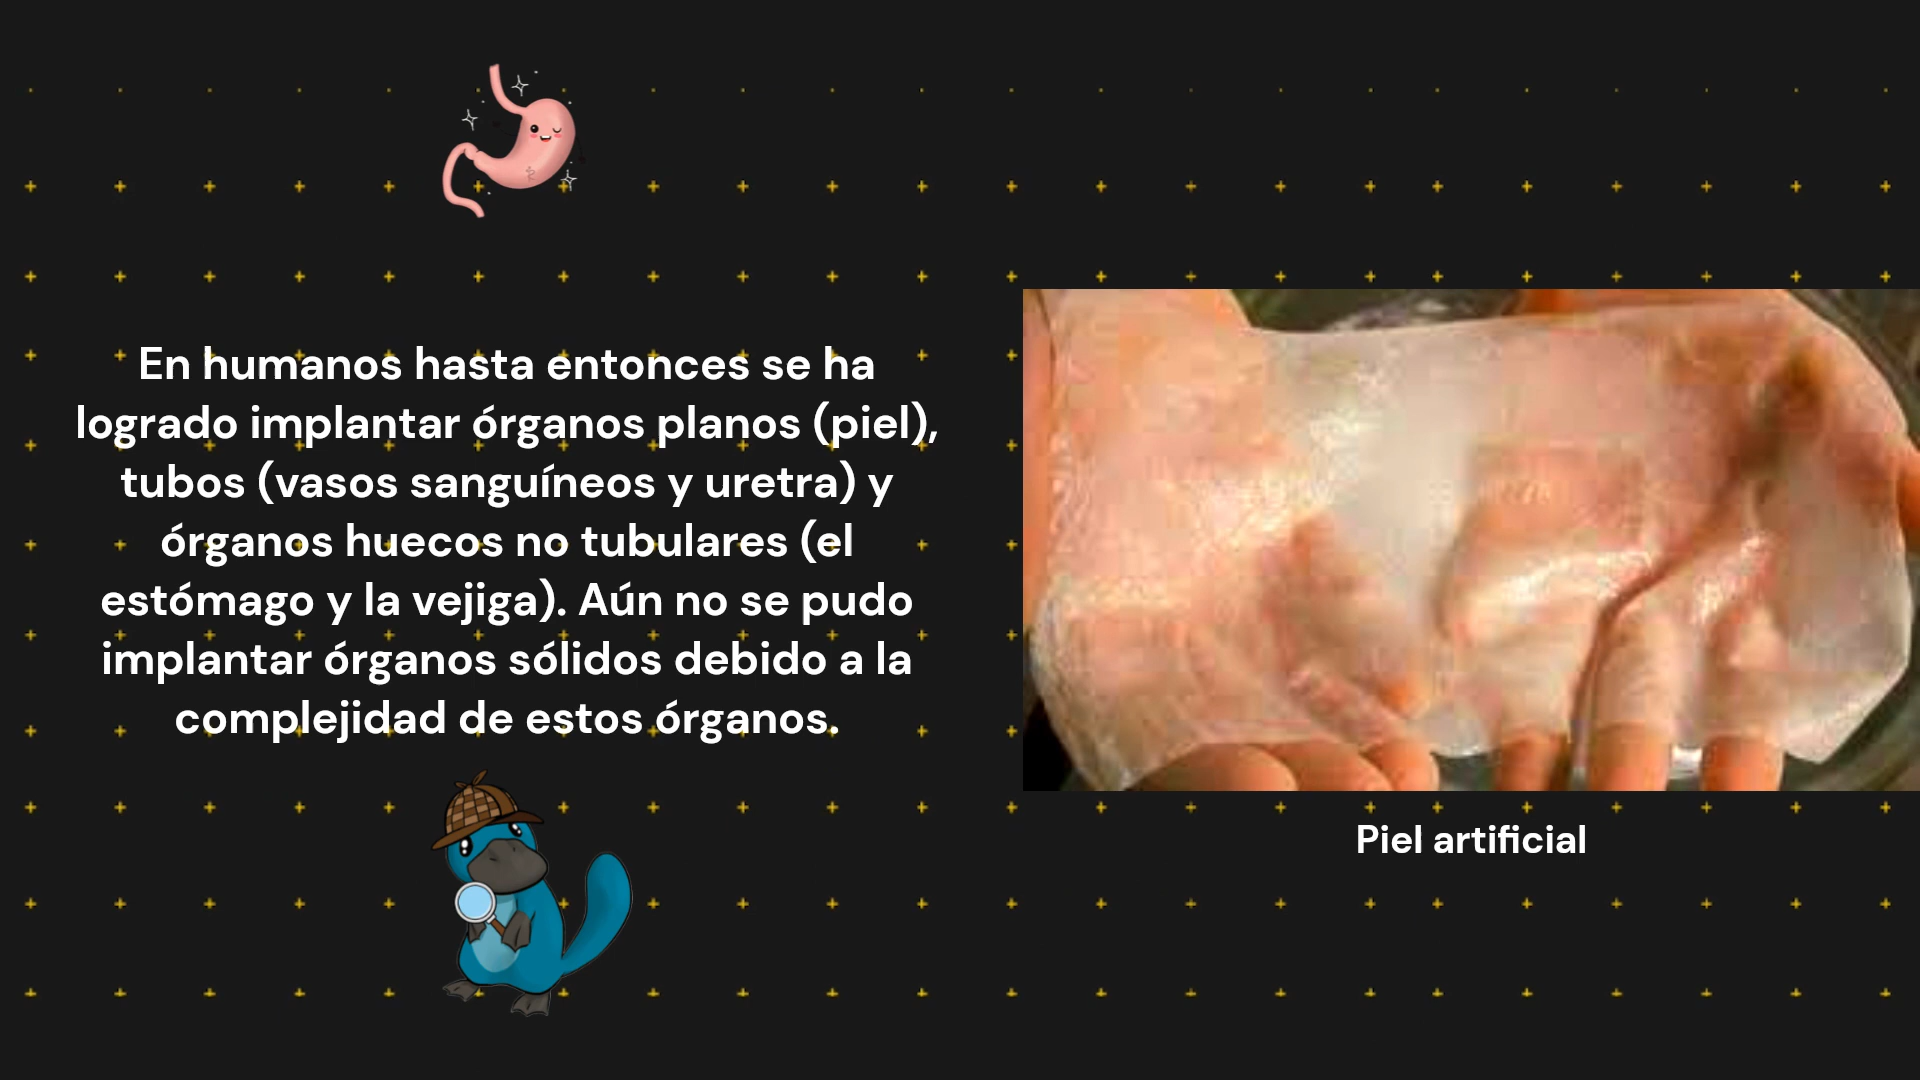 En humanos hasta entonces se ha
logrado implantar órganos planos (piel),
tubos (vasos sanguíneos y uretra) y
órganos huecos no tubulares (el
estómago y la vejiga). Aún no se pudo
implantar órganos sólidos debido a la
complejidad de estos órganos.
Piel artificial